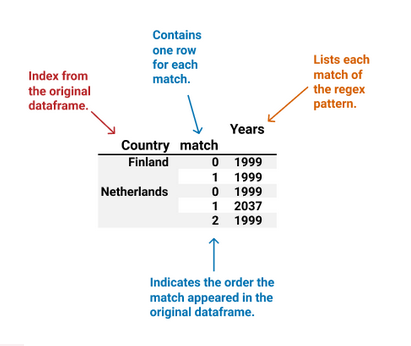 Contains
one row
for each
match.
Index from
the original
dataframe.
Lists each
match of
the regex
pattern.
Years
Country match
Finland 0 1999
1 1999
Netherlands 0 1999
1 2037
2 1999
Indicates the order the
match appeared in the
original dataframe.